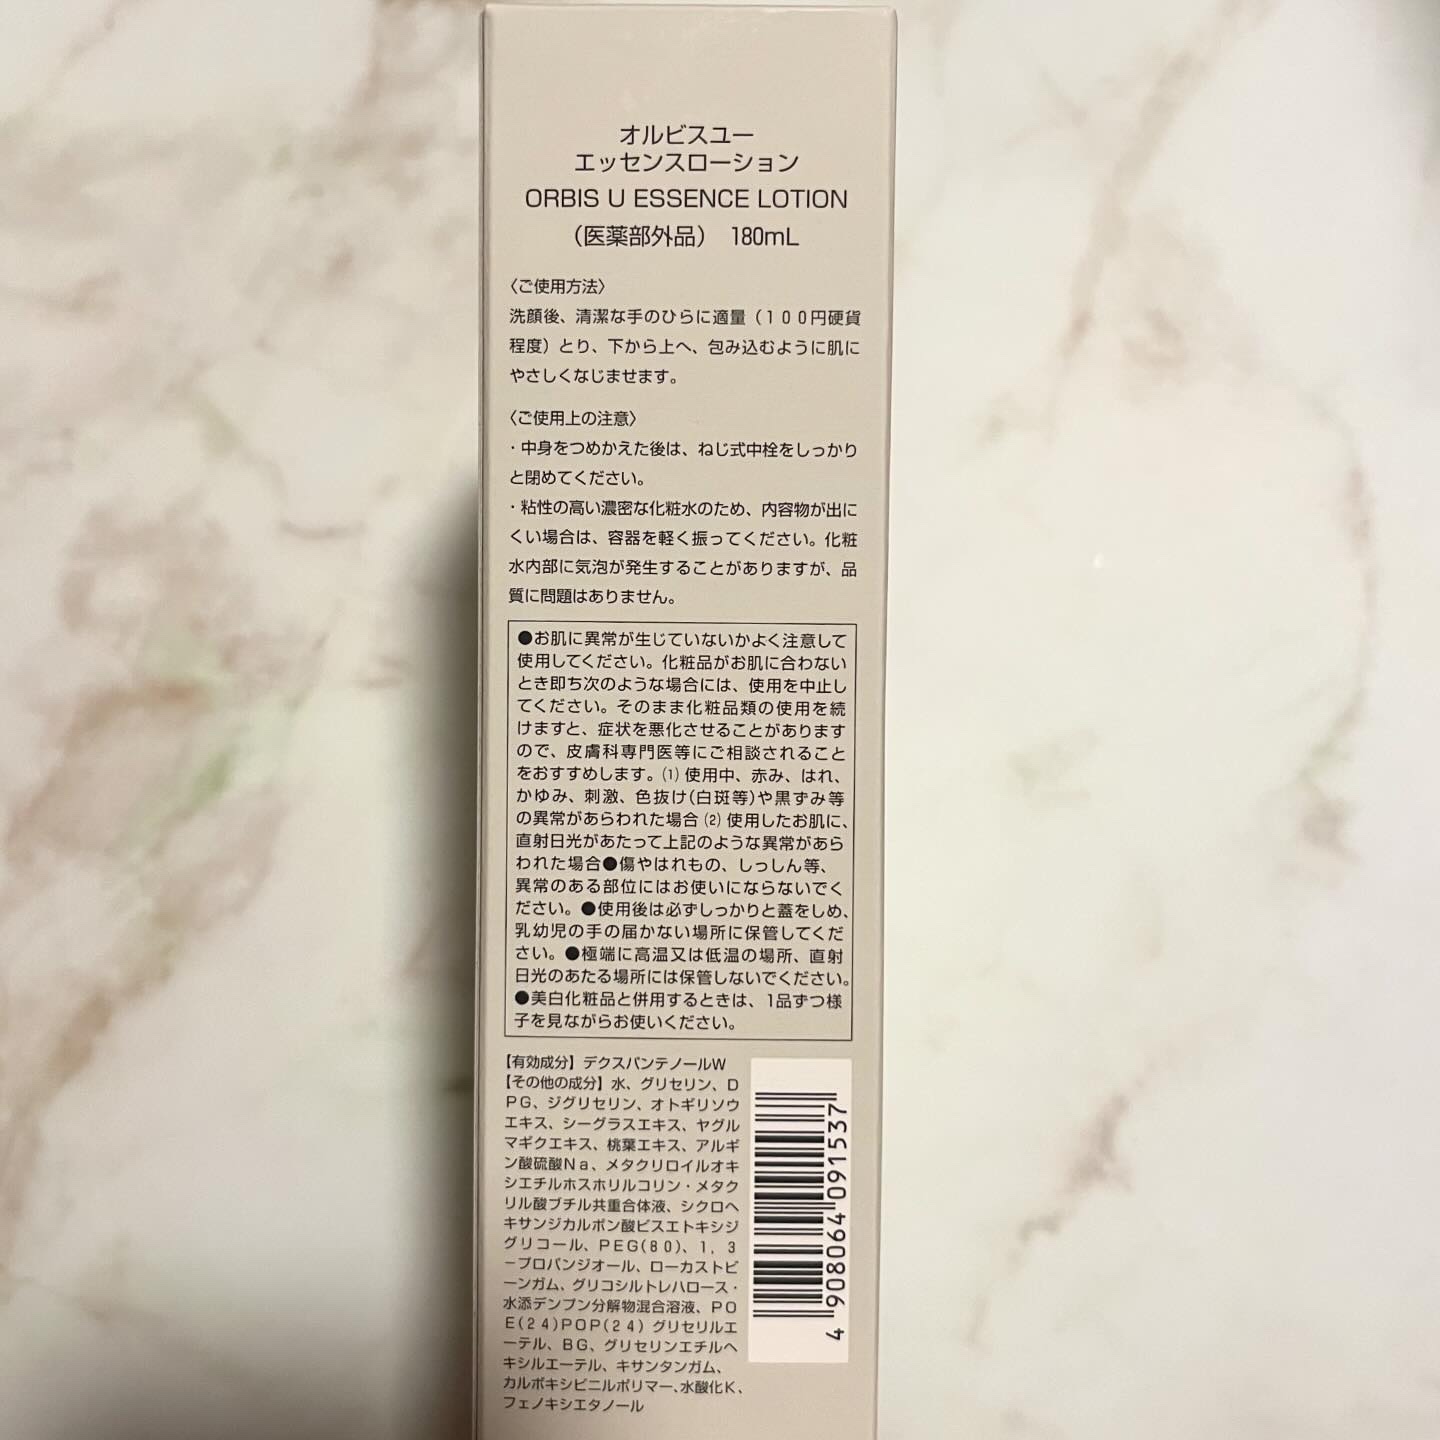 オルビスユー
エッセンスローション
ORBIS U ESSENCE LOTION
（医薬部外品） 180mL
〈ご使用方法〉
洗顔後、清潔な手のひらに適量（１００円硬貨
程度）とり、下から上へ、包み込むように肌に
やさしくなじませます。
〈ご使用上の注意〉
・中身をつめかえた後は、ねじ式中栓をしっかり
と閉めてください。
・粘性の高い濃密な化粧水のため、内容物が出に
くい場合は、容器を軽く振ってください。化粧
水内部に気泡が発生することがありますが、品
質に問題はありません。
●お肌に異常が生じていないかよく注意して
使用してください。化粧品がお肌に合わない
とき即ち次のような場合には、使用を中止し
てください。そのまま化粧品類の使用を続
けますと、症状を悪化させることがあります
ので、皮膚科専門医等にご相談されること
をおすすめします。⑴使用中、赤み、はれ、
かゆみ、刺激、色抜け(白斑等)や黒ずみ等
の異常があらわれた場合⑵使用したお肌に、
直射日光があたって上記のような異常があら
われた場合●傷やはれもの、しっしん等、
異常のある部位にはお使いにならないでく
ださい。●使用後は必ずしっかりと蓋をしめ、
乳幼児の手の届かない場所に保管してくだ
さい。●極端に高温又は低温の場所、直射
日光のあたる場所には保管しないでください。
●美白化粧品と併用するときは、1品ずつ様
子を見ながらお使いください。
【有効成分】デクスパンテノールW
【その他の成分】水、グリセリン、Ｄ
ＰＧ、ジグリセリン、オトギリソウ
エキス、シーグラスエキス、ヤグル
マギクエキス、桃葉エキス、アルギ
ン酸硫酸Ｎａ、メタクリロイルオキ
シエチルホスホリルコリン・メタク
リル酸ブチル共重合体液、シクロヘ
キサンジカルボン酸ビスエトキシジ
グリコール、ＰＥＧ(８０)、１，３
－プロパンジオール、ローカストビ
ーンガム、グリコシルトレハロース・
水添デンプン分解物混合溶液、ＰＯ
Ｅ(２４)ＰＯＰ(２４)グリセリルエ
ーテル、ＢＧ、グリセリンエチルヘ
キシルエーテル、キサンタンガム、
カルボキシビニルポリマー、水酸化Ｋ、
フェノキシエタノール
4 908064 091537